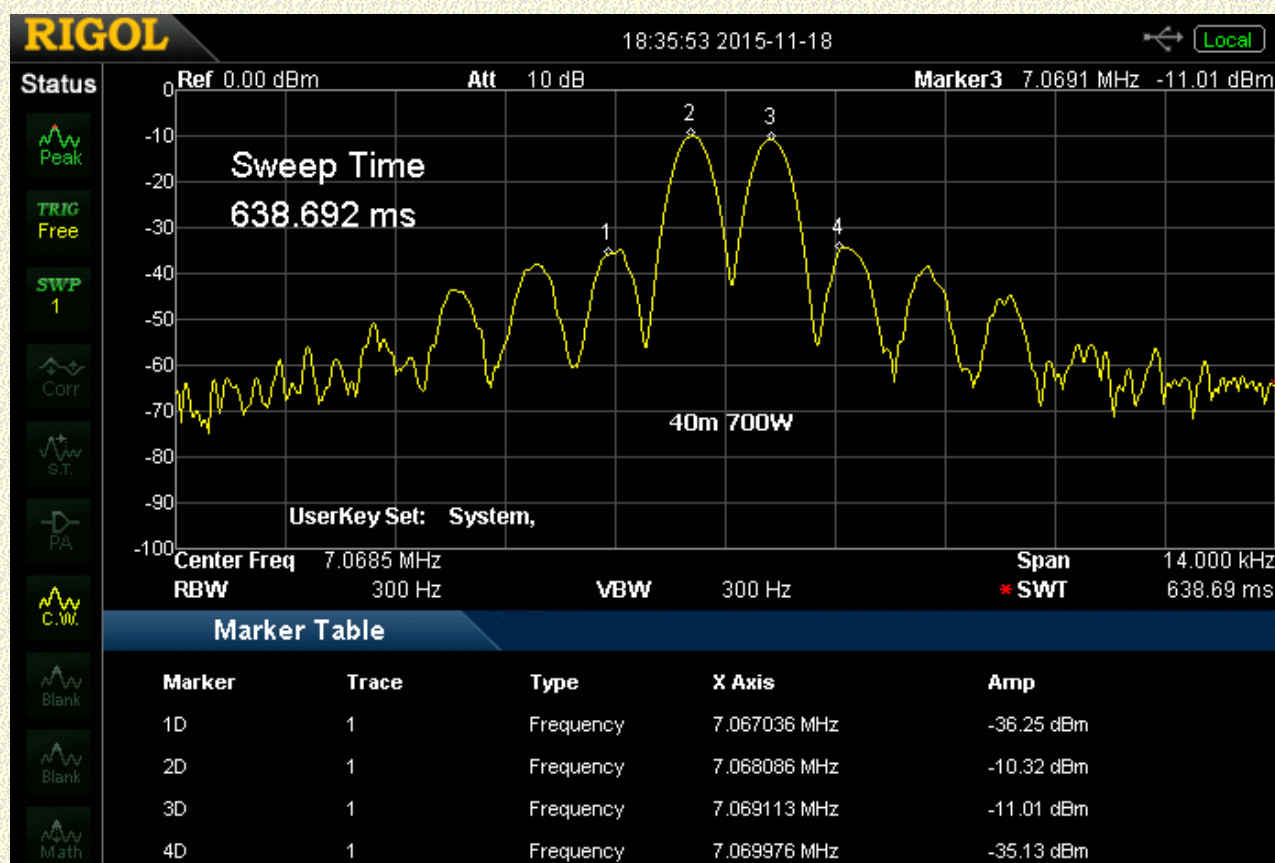 RIGOL 18:35:53 2015-11-18 Local
Status Ref 0.00 dBm Att 10 dB Marker3 7.0691 MHz -11.01 dBm
0
2 3
-10
Peak
Sweep Time
-20
638.692 ms
TRIG
Free
-30
1 4
-40
SWP
1
-50
-60
Corr
-70
40m 700W
-80
S.T.
-90
UserKey Set: System,
PA
-100
Center Freq 7.0685 MHz Span 14.000 kHz
RBW 300 Hz VBW 300 Hz * SWT 638.69 ms
C.W.
Marker Table
Marker Trace Type X Axis Amp
Blank
1D 1 Frequency 7.067036 MHz -36.25 dBm
2D 1 Frequency 7.068086 MHz -10.32 dBm
Blank
3D 1 Frequency 7.069113 MHz -11.01 dBm
4D 1 Frequency 7.069976 MHz -35.13 dBm
Math